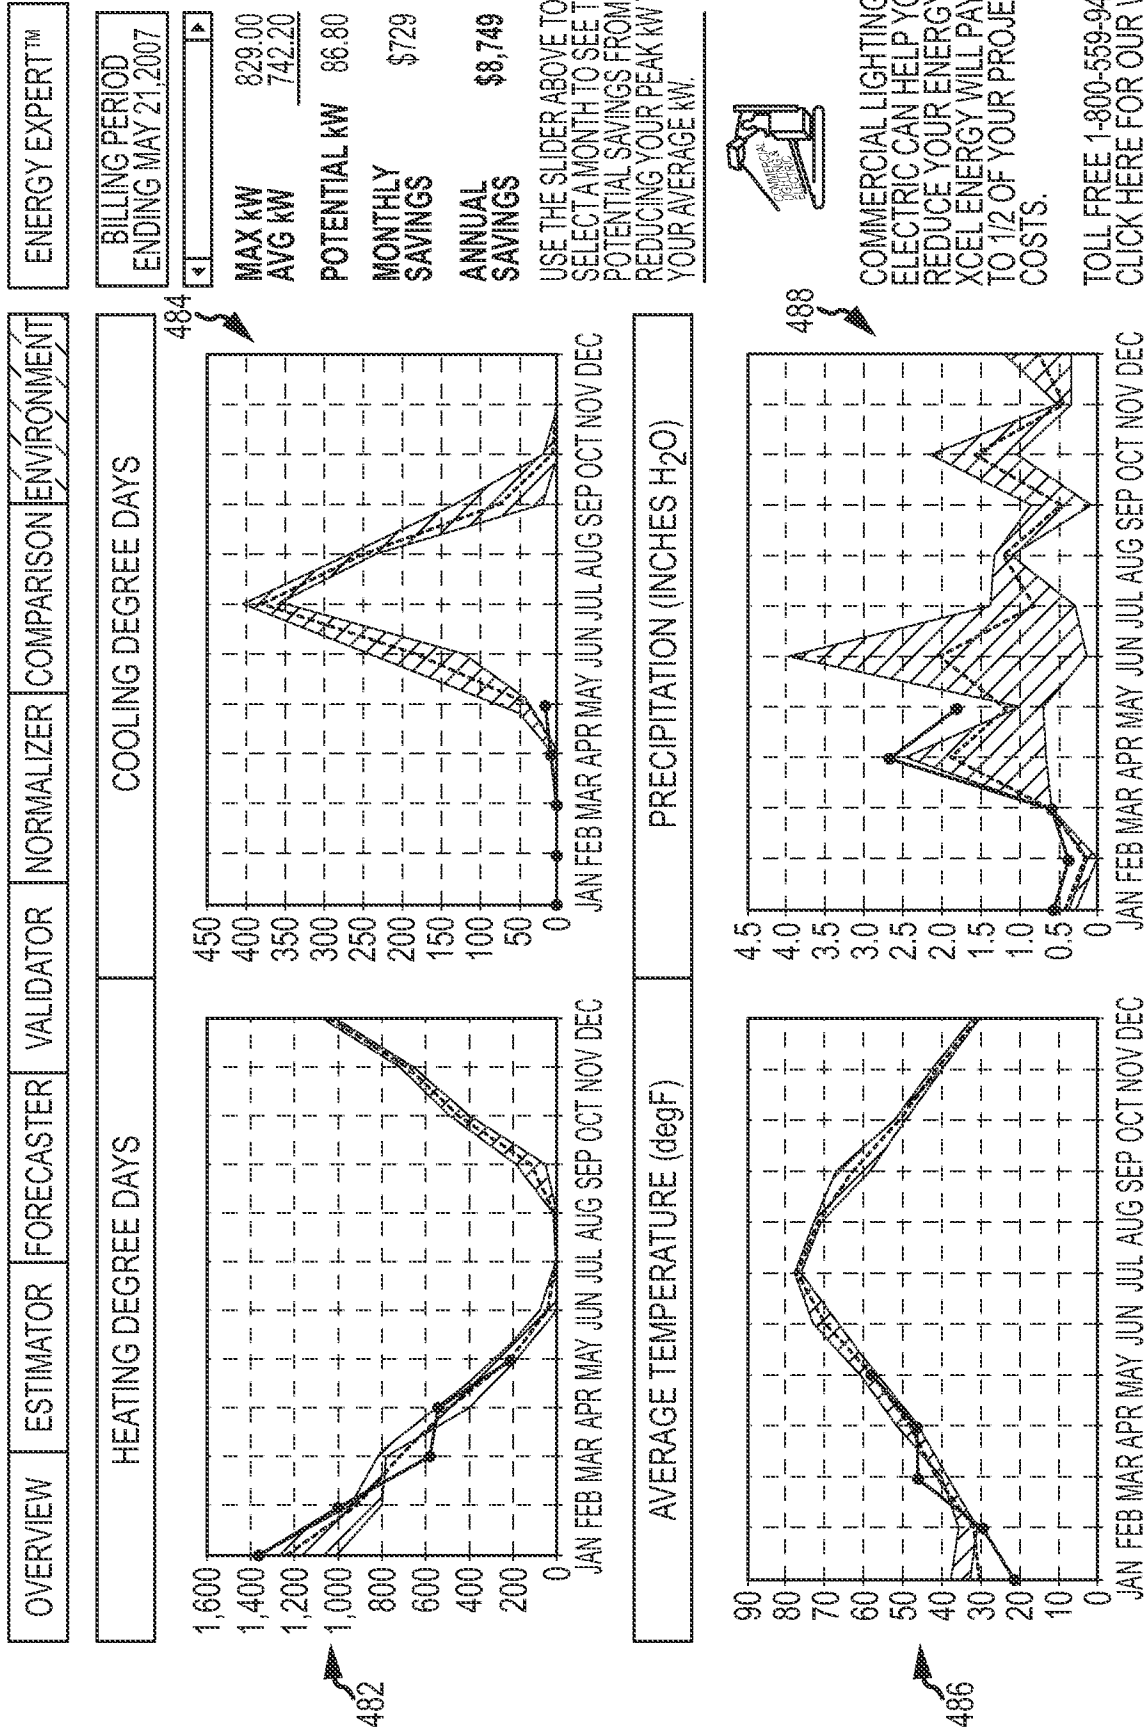 OVERVIEW ESTIMATOR FORECASTER VALIDATOR NORMALIZER COMPARISON ENVIRONMENT
ENERGY EXPERT™
HEATING DEGREE DAYS
482
1,600
1,400
1,200
1,000
800
600
400
200
0
JAN FEB MAR APR MAY JUN JUL AUG SEP OCT NOV DEC
COOLING DEGREE DAYS
484
450
400
350
300
250
200
150
100
50
0
JAN FEB MAR APR MAY JUN JUL AUG SEP OCT NOV DEC
AVERAGE TEMPERATURE (degF)
486
90
80
70
60
50
40
30
20
0
JAN FEB MAR APR MAY JUN JUL AUG SEP OCT NOV DEC
PRECIPITATION (INCHES H2O)
488
4.5
4.0
3.5
3.0
2.5
2.0
1.5
1.0
0.5
0
JAN FEB MAR APR MAY JUN JUL AUG SEP OCT NOV DEC
BILLING PERIOD
ENDING MAY 21,2007
MAX kW 829.00
AVG kW 742.20
POTENTIAL kW 86.80
MONTHLY
SAVINGS $729
ANNUAL
SAVINGS $8,749
USE THE SLIDER ABOVE TO
SELECT A MONTH TO SEE T
POTENTIAL SAVINGS FROM
REDUCING YOUR PEAK kW
YOUR AVERAGE kW.
COMMERCIAL LIGHTING
ELECTRIC CAN HELP YO
REDUCE YOUR ENERGY
XCEL ENERGY WILL PAY
TO 1/2 OF YOUR PROJE
COSTS.
TOLL FREE 1-800-559-94
CLICK HERE FOR OUR